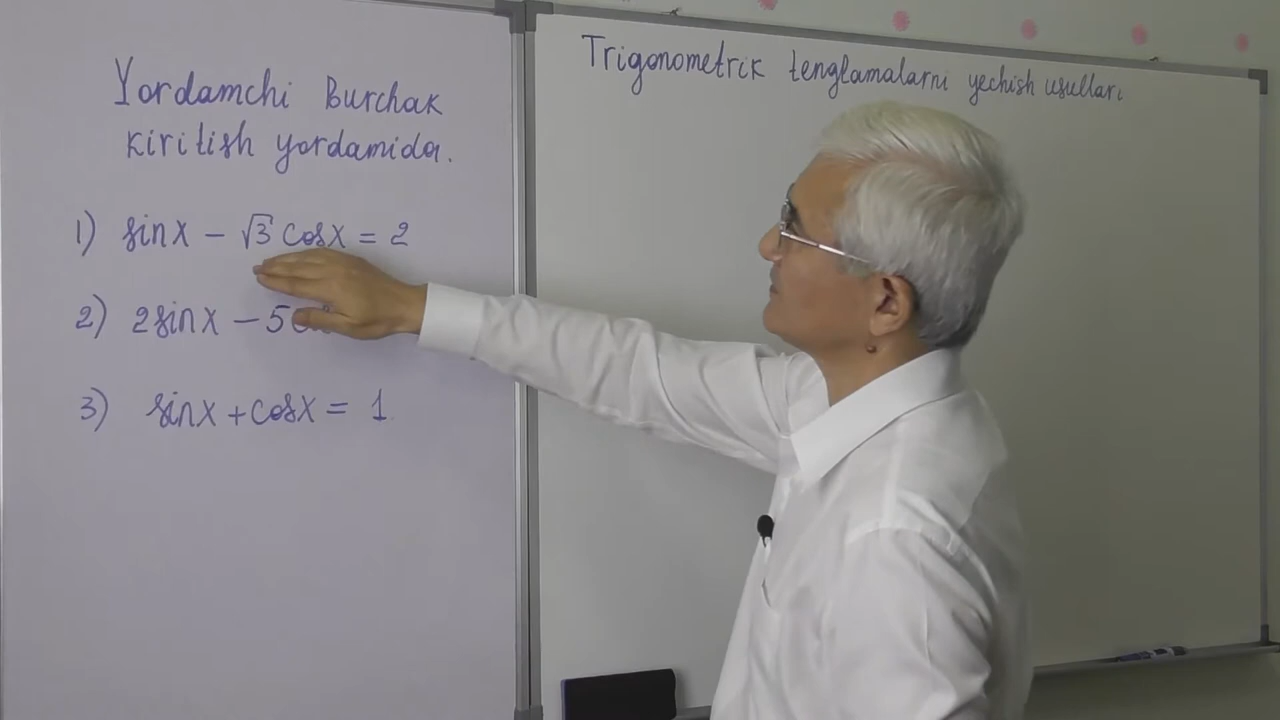 Yordamchi Burchak
kiritish yordamida.
1) sinx - √3 cosx = 2
2) 2sinx - 5
3) sinx + cosx = 1
Trigonometrik tenglamalarni yechish usullari